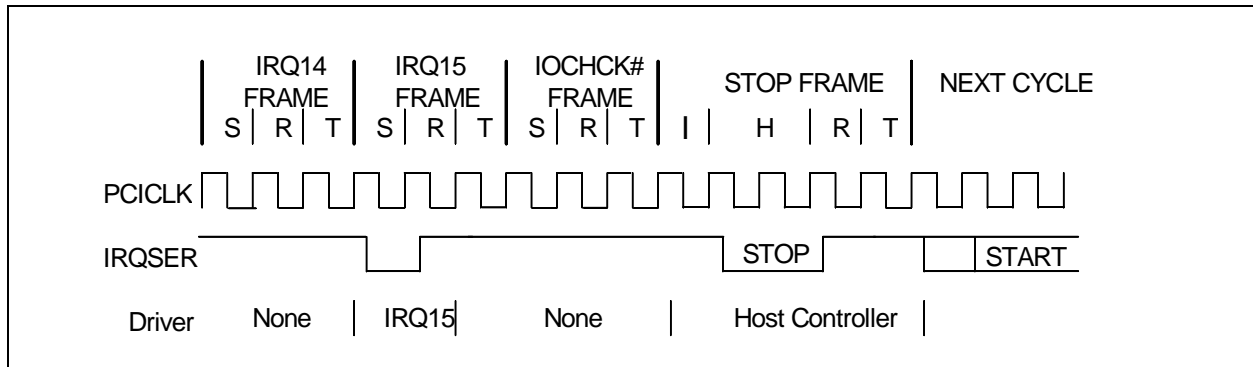 IRQ14 FRAME
IRQ15 FRAME
IOCHCK# FRAME
STOP FRAME
NEXT CYCLE
S R T S R T S R T I H R T
PCICLK
IRQSER STOP START
Driver None IRQ15 None Host Controller